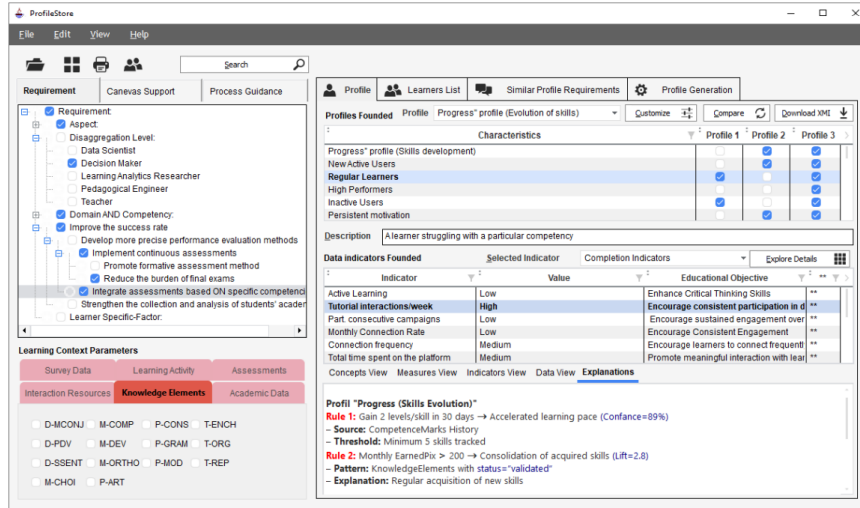 ProfileStore
File Edit View Help
Search
Requirement Canevas Support Process Guidance
Requirement:
Aspect:
Disaggregation Level:
Data Scientist
Decision Maker
Learning Analytics Researcher
Pedagogical Engineer
Teacher
Domain AND Competency:
Improve the success rate
Develop more precise performance evaluation methods
Implement continuous assessments
Promote formative assessment method
Reduce the burden of final exams
Integrate assessments based ON specific competenci
Strengthen the collection and analysis of students' acader
Learner Specific-Factor:
Learning Context Parameters
Survey Data Learning Activity Assessments
Interaction Resources Knowledge Elements Academic Data
D-MCONJ M-COMP P-CONS T-ENCH
D-PDV M-DEV P-GRAM T-ORG
D-SSENT M-ORTHO P-MOD T-REP
M-CHOI P-ART
Profile Learners List Similar Profile Requirements Profile Generation
Profiles Founded Profile Progress" profile (Evolution of skills) Customize Compare Download XMI
Characteristics Profile 1 Profile 2 Profile 3
Progress" profile (Skills development)
New Active Users
Regular Learners
High Performers
Inactive Users
Persistent motivation
Description A learner struggling with a particular competency
Data indicators Founded Selected Indicator Completion Indicators Explore Details
Indicator Value Educational Objective **
Active Learning Low Enhance Critical Thinking Skills **
Tutorial interactions/week High Encourage consistent participation in d **
Part. consecutive campaigns Low Encourage sustained engagement over **
Monthly Connection Rate Low Encourage Consistent Engagement **
Connection frequency Medium Encourage learners to connect frequentl **
Total time spent on the platform Medium Promote meaningful interaction with lear **
Concepts View Measures View Indicators View Data View Explanations
Profil "Progress (Skills Evolution)"
Rule 1: Gain 2 levels/skill in 30 days → Accelerated learning pace (Confance=89%)
– Source: CompetenceMarks History
– Threshold: Minimum 5 skills tracked
Rule 2: Monthly EarnedPix > 200 → Consolidation of acquired skills (Lift=2.8)
– Pattern: KnowledgeElements with status="validated"
– Explanation: Regular acquisition of new skills